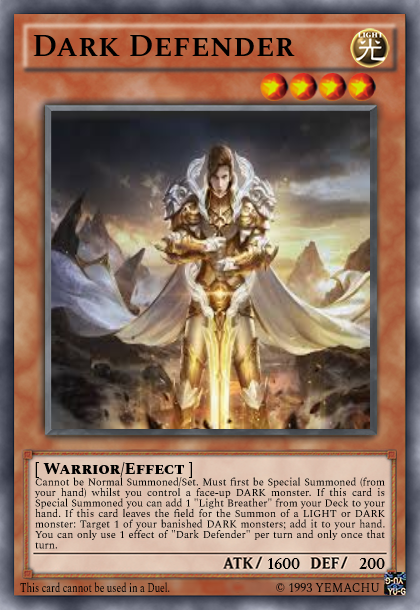 DARK DEFENDER
LIGHT
光
[ WARRIOR/EFFECT ]
Cannot be Normal Summoned/Set. Must first be Special Summoned (from
your hand) whilst you control a face-up DARK monster. If this card is
Special Summoned you can add 1 "Light Breather" from your Deck to your
hand. If this card leaves the field for the Summon of a LIGHT or DARK
monster: Target 1 of your banished DARK monsters; add it to your hand.
You can only use 1 effect of "Dark Defender" per turn and only once that
turn.
ATK/ 1600 DEF/ 200
This card cannot be used in a Duel. © 1993 YEMACHU